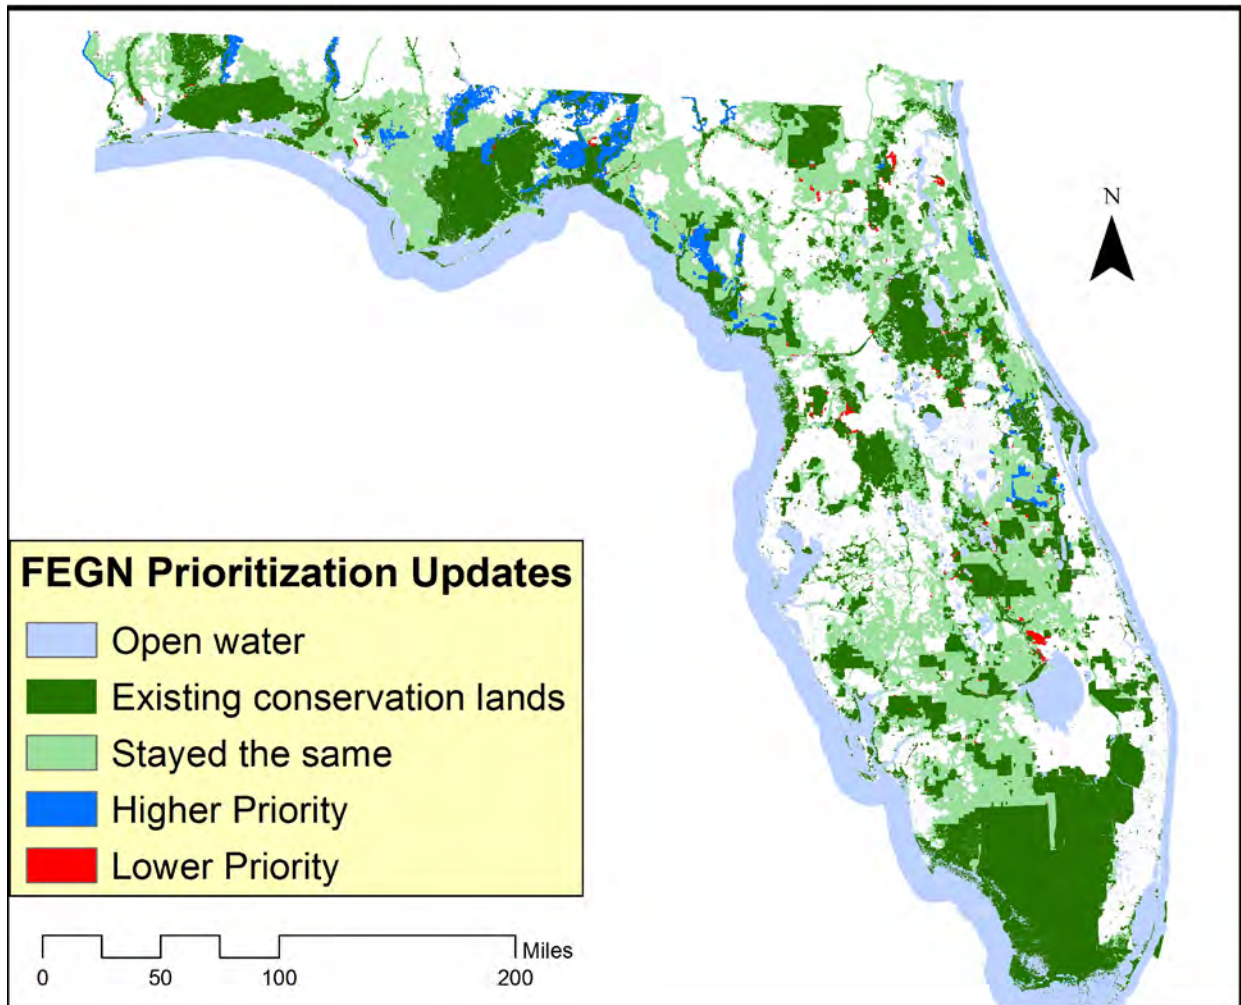 N
FEGN Prioritization Updates
Open water
Existing conservation lands
Stayed the same
Higher Priority
Lower Priority
Miles
0 50 100 200